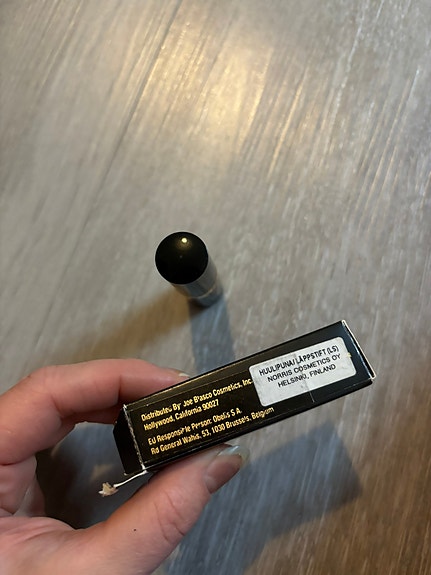 Distributed By: Joe Blasco Cosmetics, Inc.
Hollywood, California 90027
EU Responsible Person: Obelis S.A.
Bd General Wahis, 53, 1030 Brussels, Belgium
HUULIPUNA/ LÄPPSTIFT (LS)
NORRIS COSMETICS OY
HELSINKI, FINLAND